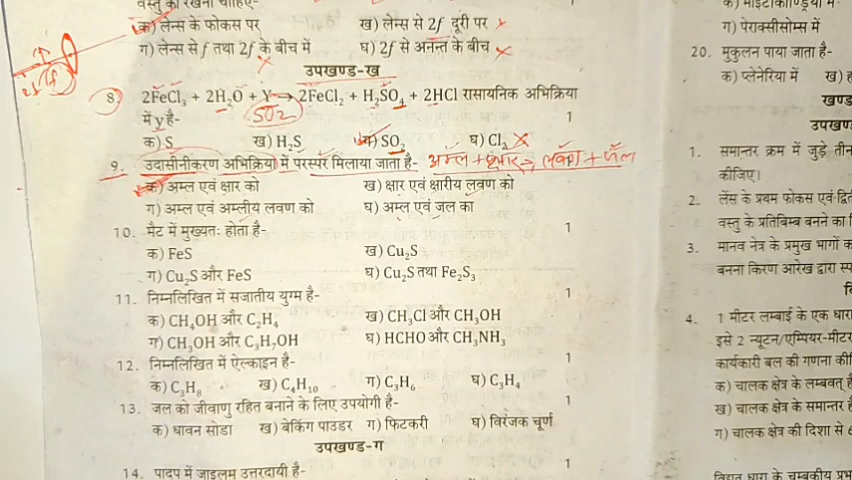 वस्तु को रखना चाहिए-
क) लेन्स के फोकस पर ख) लेन्स से 2f दूरी पर
ग) लेन्स से f तथा 2f के बीच में घ) 2f से अनन्त के बीच
उपखण्ड-ख
8. 2FeCl₃ + 2H₂O + Y → 2FeCl₂ + H₂SO₄ + 2HCl रासायनिक अभिक्रिया
SO₂
में y है- 1
क) S ख) H₂S ग) SO₂ घ) Cl₂
9. उदासीनीकरण अभिक्रिया में परस्पर मिलाया जाता है- अम्ल + क्षार → लवण + जल
क) अम्ल एवं क्षार को ख) क्षार एवं क्षारीय लवण को
ग) अम्ल एवं अम्लीय लवण को घ) अम्ल एवं जल का
10. मेट में मुख्यतः होता है- 1
क) FeS ख) Cu₂S
ग) Cu₂S और FeS घ) Cu₂S तथा Fe₂S₃
11. निम्नलिखित में सजातीय युग्म है- 1
क) CH₄OH और C₂H₄ ख) CH₃Cl और CH₃OH
ग) CH₃OH और C₃H₇OH घ) HCHO और CH₃NH₃
12. निम्नलिखित में ऐल्काइन है- 1
क) C₃H₈ ख) C₄H₁₀ ग) C₃H₆ घ) C₃H₄
13. जल को जीवाणु रहित बनाने के लिए उपयोगी है- 1
क) धावन सोडा ख) बेकिंग पाउडर ग) फिटकरी घ) विरंजक चूर्ण
उपखण्ड-ग
14. पादप में जाइलम उत्तरदायी है- 1
क) माइटोकॉण्ड्रिया में
ग) पेराक्सीसोम्स में
20. मुकुलन पाया जाता है-
क) प्लेनेरिया में ख) ह
खण्ड
उपखण्ड
1. समान्तर क्रम में जुड़े तीन
कीजिए।
2. लेंस के प्रथम फोकस एवं द्वित
वस्तु के प्रतिबिम्ब बनने का f
3. मानव नेत्र के प्रमुख भागों क
बनना किरण आरेख द्वारा स्प
4. 1 मीटर लम्बाई के एक धारा
इसे 2 न्यूटन/एम्पियर-मीटर
कार्यकारी बल की गणना की
क) चालक क्षेत्र के लम्बवत् ह
ख) चालक क्षेत्र के समान्तर ह
ग) चालक क्षेत्र की दिशा से 6
विद्युत धारा के चुम्बकीय प्रभ